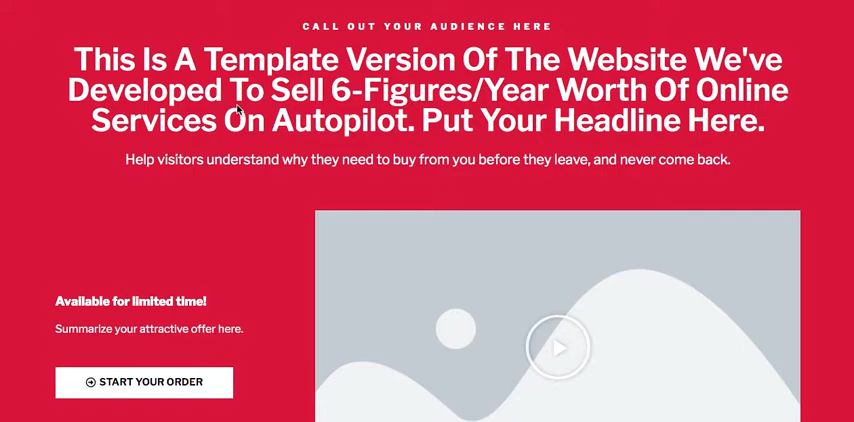 CALL OUT YOUR AUDIENCE HERE
This Is A Template Version Of The Website We've
Developed To Sell 6-Figures/Year Worth Of Online
Services On Autopilot. Put Your Headline Here.
Help visitors understand why they need to buy from you before they leave, and never come back.
Available for limited time!
Summarize your attractive offer here.
START YOUR ORDER